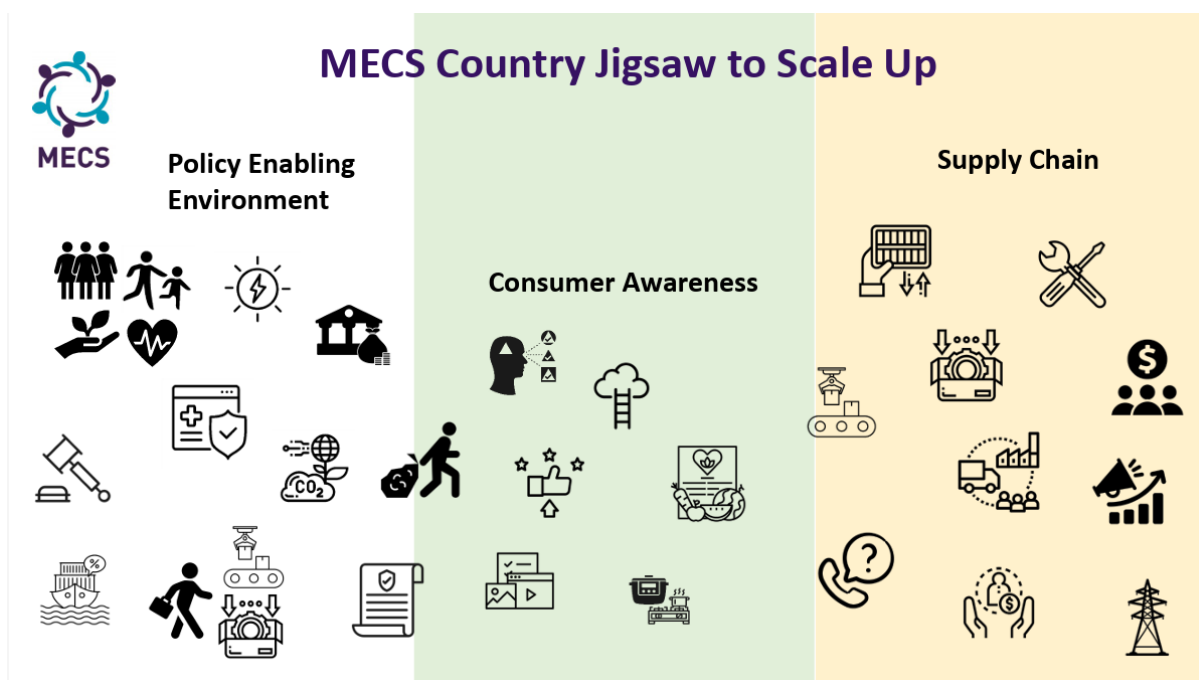 MECS Country Jigsaw to Scale Up
MECS
Policy Enabling
Environment
Supply Chain
Consumer Awareness
$
CO2
%
?
$